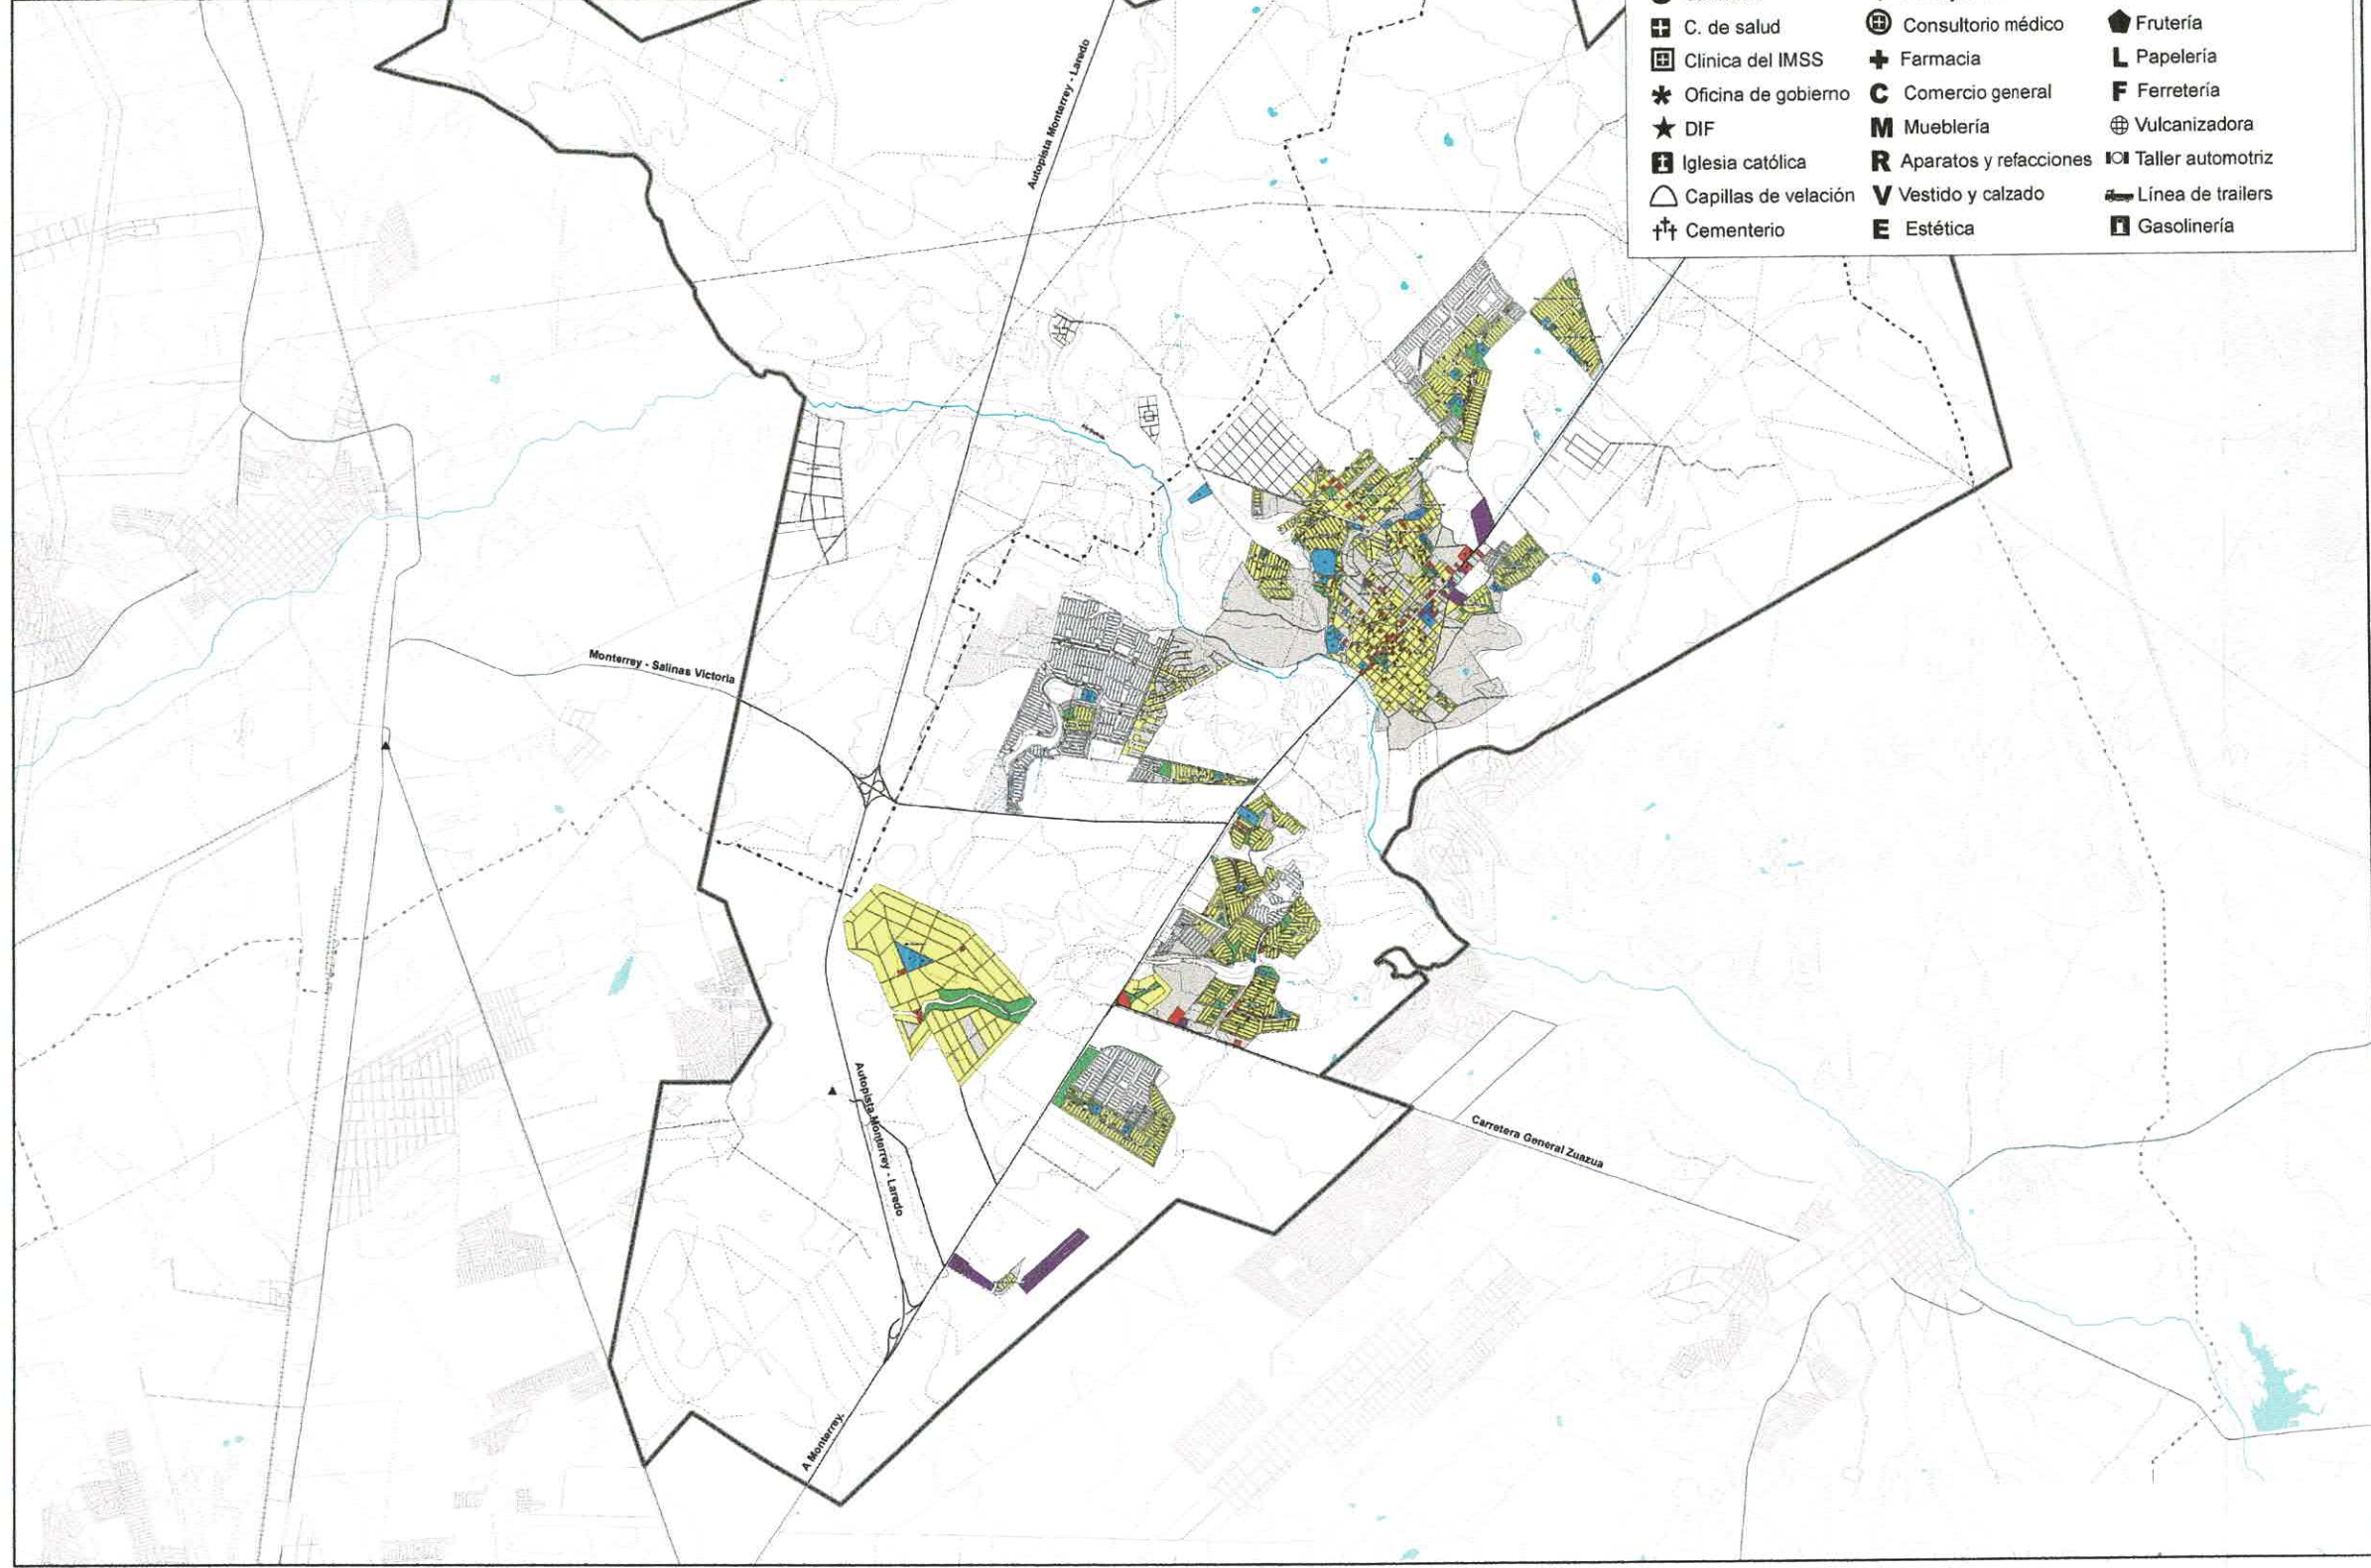 C. de salud
Consultorio médico
Frutería
Clinica del IMSS
Farmacia
L Papelería
Oficina de gobierno
C Comercio general
F Ferretería
DIF
M Mueblería
Vulcanizadora
Iglesia católica
R Aparatos y refacciones
Taller automotriz
Capillas de velación
V Vestido y calzado
Línea de trailers
Cementerio
E Estética
Gasolinería
Autopista Monterrey - Laredo
Monterrey - Salinas Victoria
Autopista Monterrey - Laredo
Carretera General Zuazua
A Monterrey,